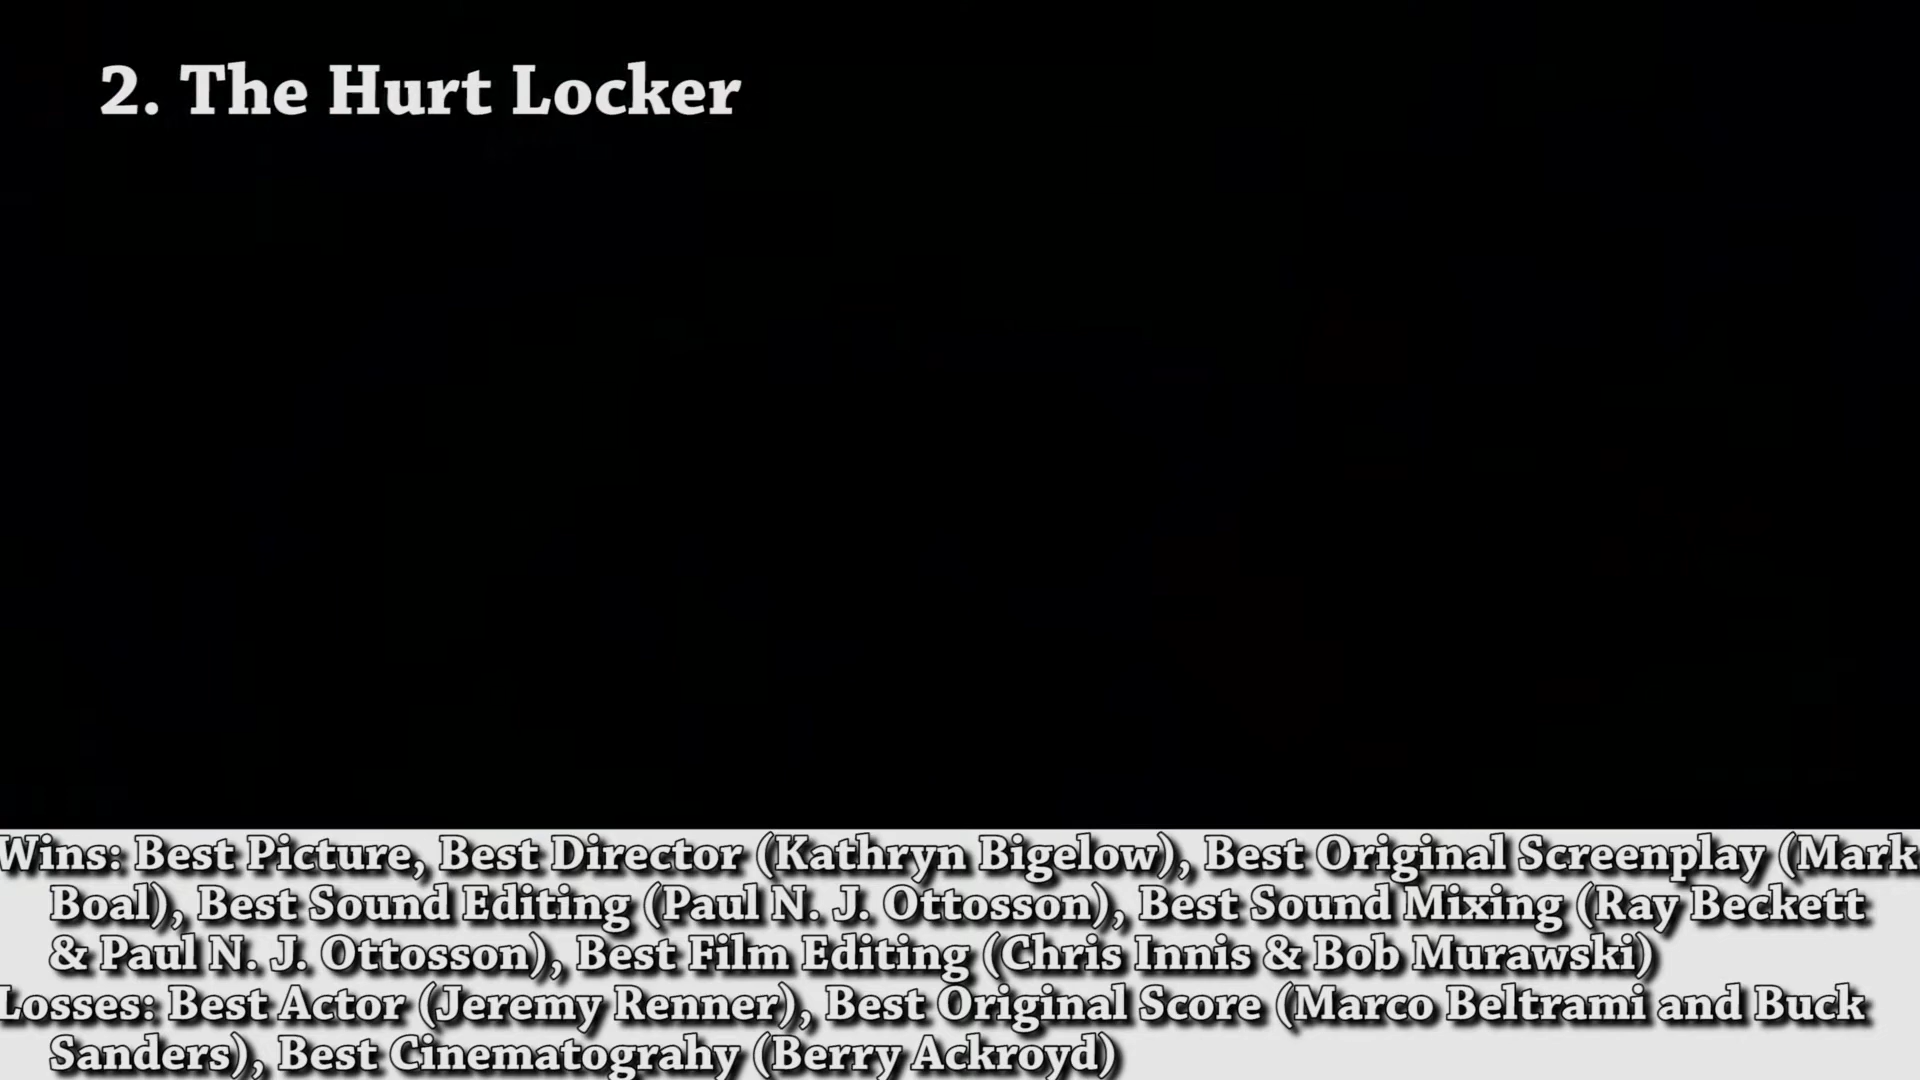 2. The Hurt Locker
Wins: Best Picture, Best Director (Kathryn Bigelow), Best Original Screenplay (Mark
Boal), Best Sound Editing (Paul N. J. Ottosson), Best Sound Mixing (Ray Beckett
& Paul N. J. Ottosson), Best Film Editing (Chris Innis & Bob Murawski)
Losses: Best Actor (Jeremy Renner), Best Original Score (Marco Beltrami and Buck
Sanders), Best Cinematograhy (Berry Ackroyd)